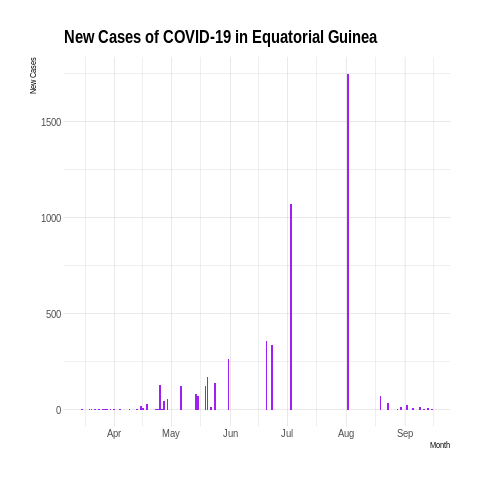 New Cases of COVID-19 in Equatorial Guinea
New Cases
1500
1000
500
0
Apr May Jun Jul Aug Sep
Month